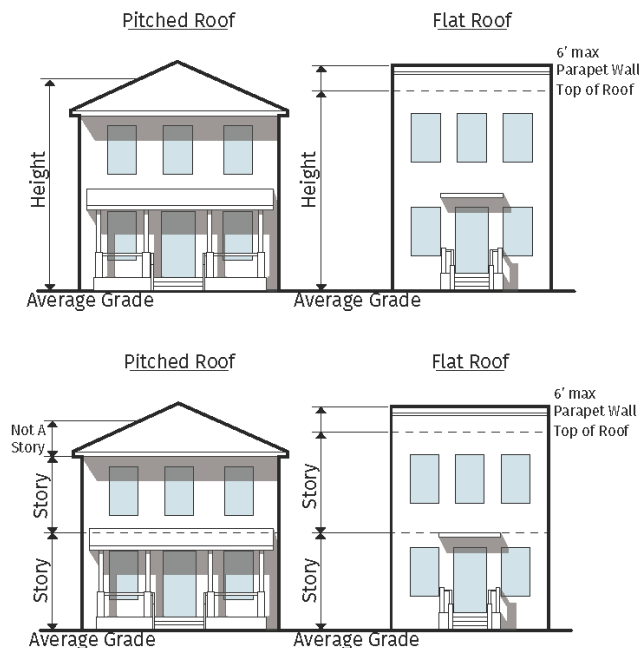 Pitched Roof
Flat Roof
6' max
Parapet Wall
Top of Roof
Height
Height
Average Grade
Average Grade
Pitched Roof
Flat Roof
6' max
Parapet Wall
Top of Roof
Not A
Story
Story
Story
Story
Story
Average Grade
Average Grade